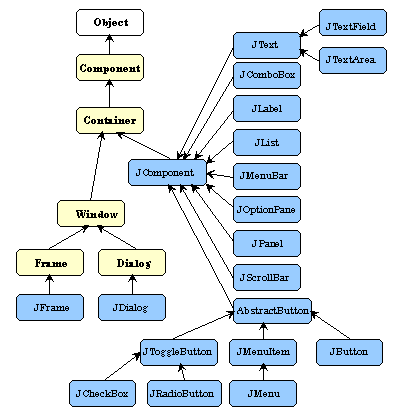 Object
JTextField
JText
Component
JTextArea
JComboBox
JLabel
Container
JList
JComponent
JMenuBar
JOptionPane
Window
JPanel
Frame
Dialog
JScrollBar
JFrame
JDialog
AbstractButton
JToggleButton
JMenuItem
JButton
JCheckBox
JRadioButton
JMenu